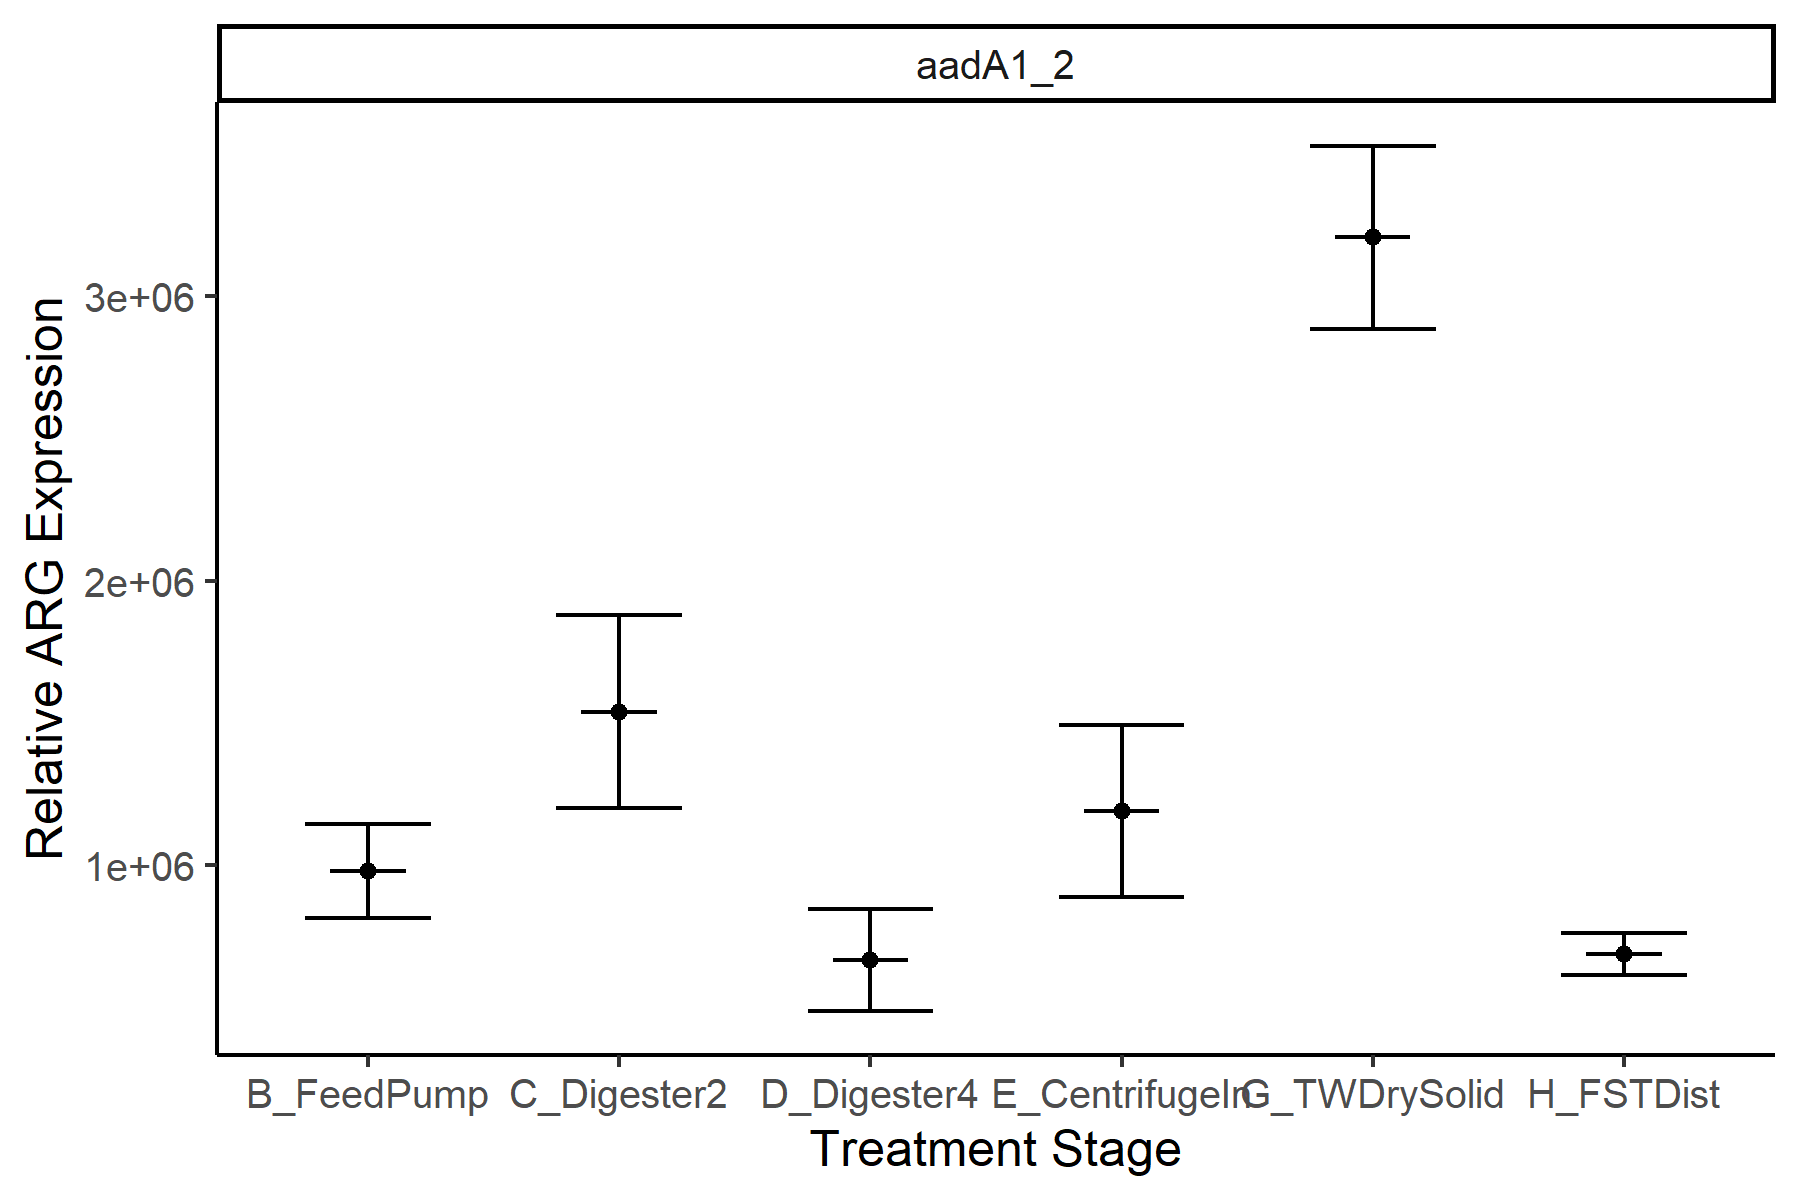 aadA1_2
Relative ARG Expression
3e+06
2e+06
1e+06
B_FeedPump C_Digester2 D_Digester4 E_CentrifugeIn G_TWDrySolid H_FSTDist
Treatment Stage